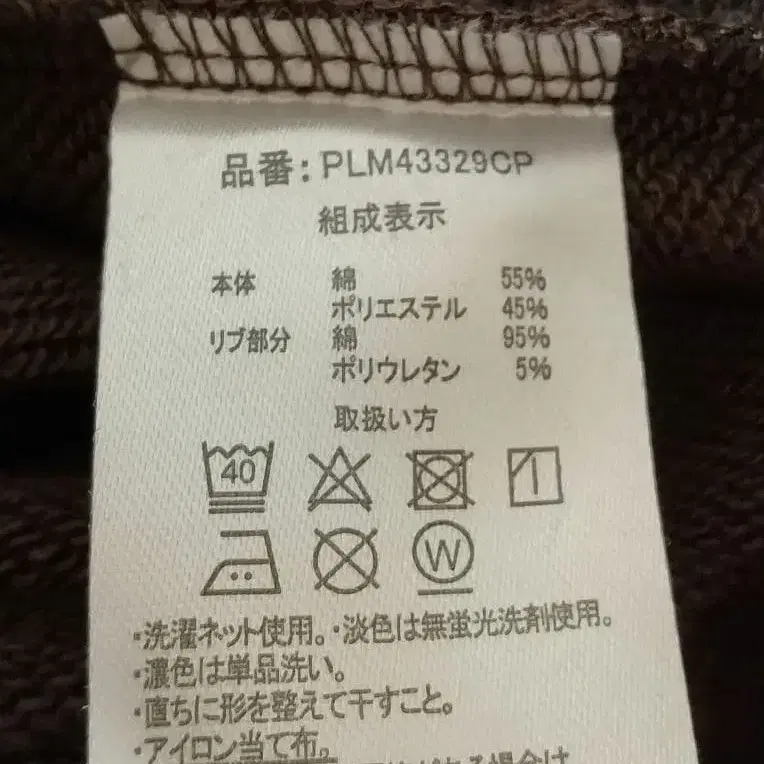 品番: PLM43329CP
組成表示
本体 綿 55%
ポリエステル 45%
リブ部分 綿 95%
ポリウレタン 5%
取扱い方
40
W
・洗濯ネット使用。・淡色は無蛍光洗剤使用。
・濃色は単品洗い。
・直ちに形を整えて干すこと。
・アイロン当て布。
場合は